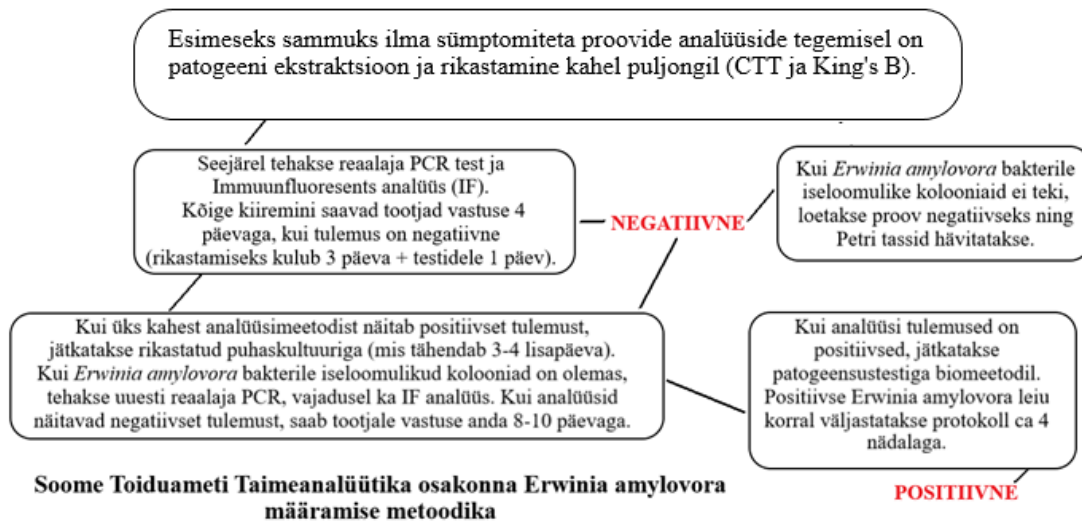 Esimeseks sammuks ilma sümptomiteta proovide analüüside tegemisel on
patogeeni ekstraktsioon ja rikastamine kahel puljongil (CTT ja King's B).
Seejärel tehakse reaalaja PCR test ja
Immuunfluoresents analüüs (IF).
Kõige kiiremini saavad tootjad vastuse 4
päevaga, kui tulemus on negatiivne
(rikastamiseks kulub 3 päeva + testidele 1 päev).
NEGATIIVNE
Kui Erwinia amylovora bakterile
iseloomulike kolooniaid ei teki,
loetakse proov negatiivseks ning
Petri tassid hävitatakse.
Kui üks kahest analüüsimeetodist näitab positiivset tulemust,
jätkatakse rikastatud puhaskultuuriga (mis tähendab 3-4 lisapäeva).
Kui Erwinia amylovora bakterile iseloomulikud kolooniad on olemas,
tehakse uuesti reaalaja PCR, vajadusel ka IF analüüs. Kui analüüsid
näitavad negatiivset tulemust, saab tootjale vastuse anda 8-10 päevaga.
Kui analüüsi tulemused on
positiivsed, jätkatakse
patogeensustestiga biomeetodil.
Positiivse Erwinia amylovora leiu
korral väljastatakse protokoll ca 4
nädalaga.
POSITIIVNE
Soome Toiduameti Taimeanalüütika osakonna Erwinia amylovora
määramise metoodika